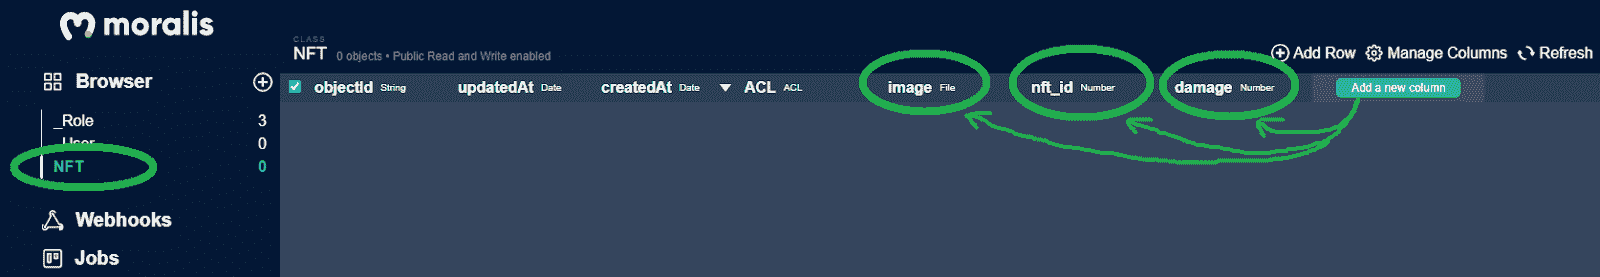 moralis
Browser
_Role 3
_User 0
NFT 0
Webhooks
Jobs
CLASS
NFT 0 objects • Public Read and Write enabled
Add Row Manage Columns Refresh
objectId String updatedAt Date createdAt Date ACL ACL image File nft_id Number damage Number Add a new column